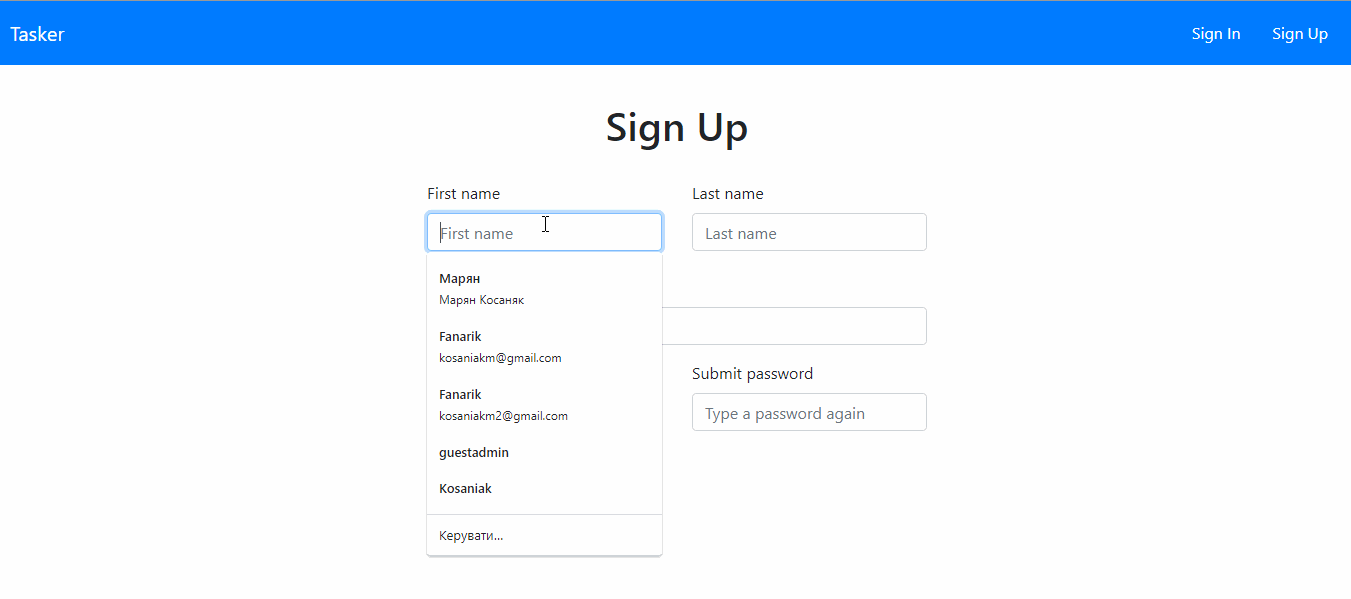 Tasker
Sign In
Sign Up
Sign Up
First name
Last name
First name
Last name
Марян
Марян Косаняк
Fanarik
kosaniakm@gmail.com
Fanarik
kosaniakm2@gmail.com
guestadmin
Kosaniak
Керувати...
Submit password
Type a password again